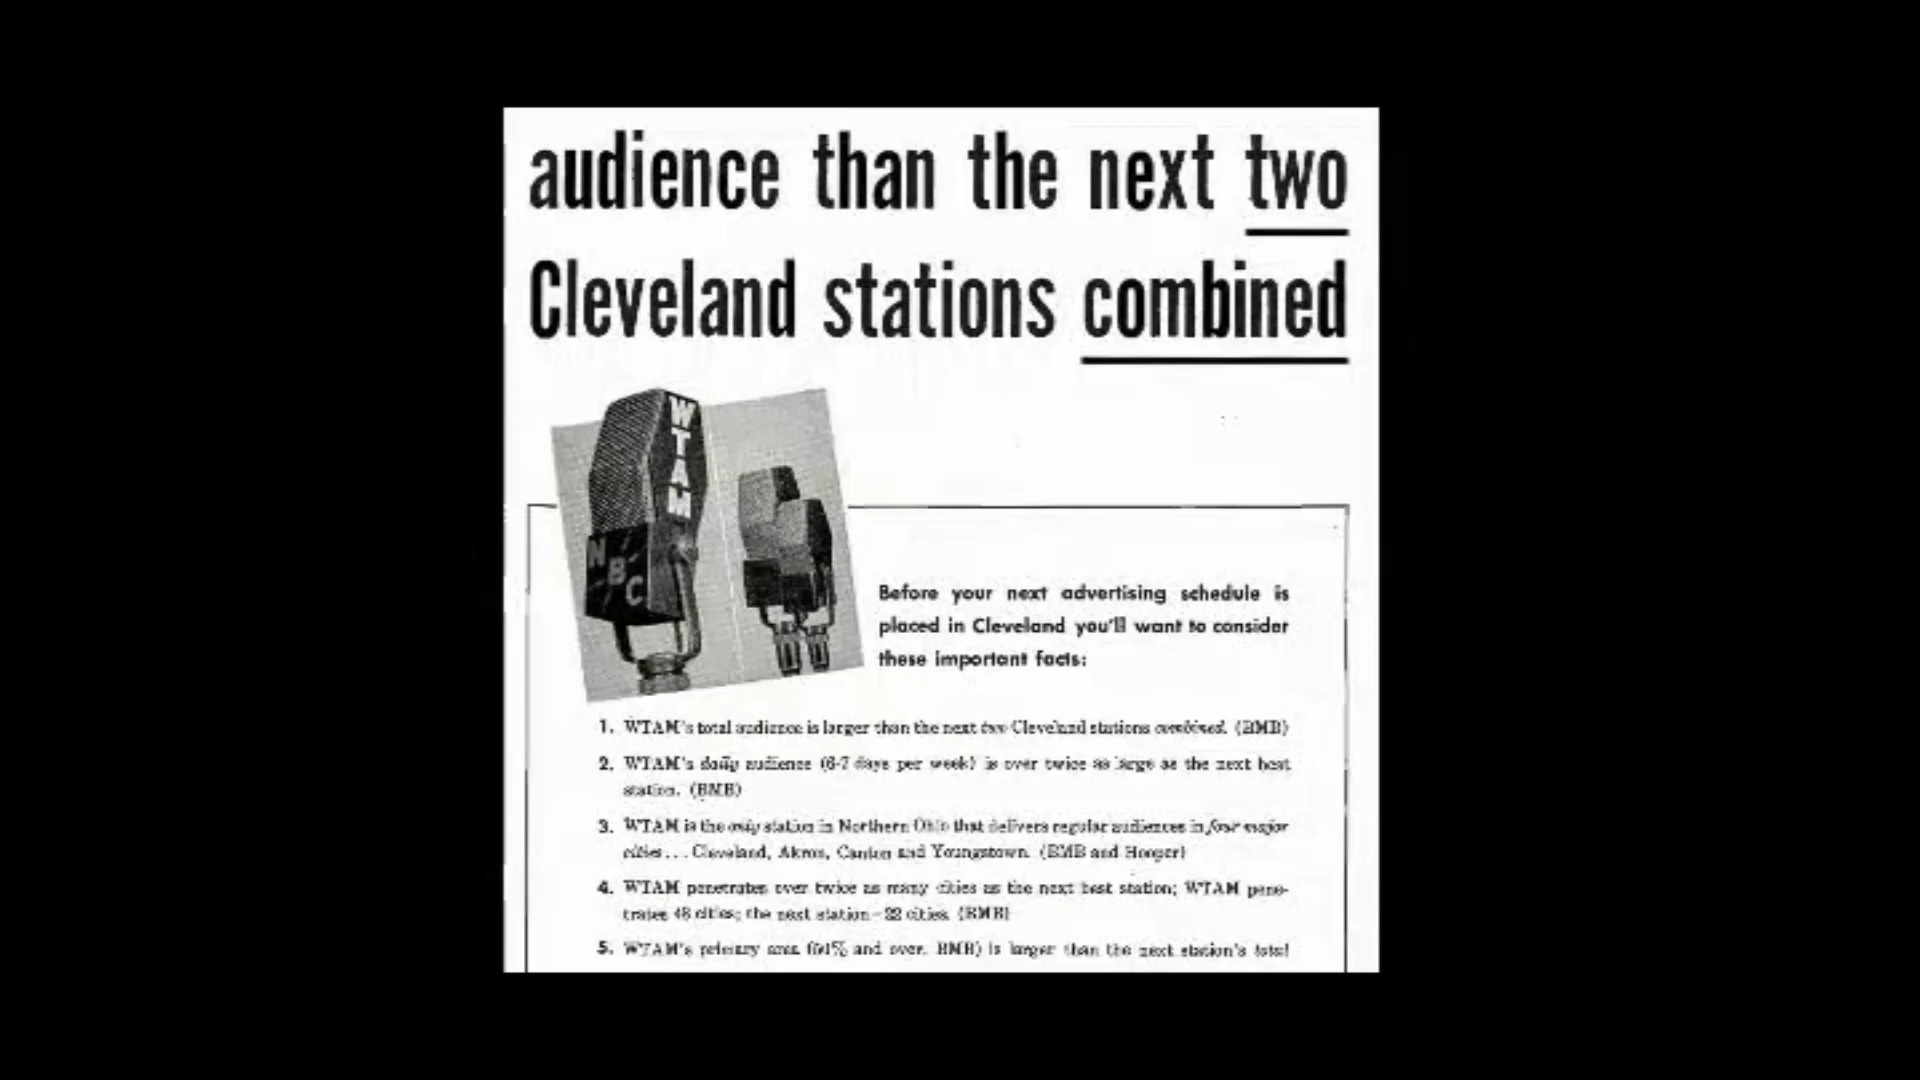 audience than the next two
Cleveland stations combined
WTAM
NBC
Before your next advertising schedule is
placed in Cleveland you'll want to consider
these important facts:
1. WTAM's total audience is larger than the next two Cleveland stations combined. (BMB)
2. WTAM's daily audience (6-7 days per week) is over twice as large as the next best
station. (BMB)
3. WTAM is the only station in Northern Ohio that delivers regular audiences in four major
cities... Cleveland, Akron, Canton and Youngstown. (BMB and Hooper)
4. WTAM penetrates over twice as many cities as the next best station; WTAM pene-
trates 48 cities; the next station—22 cities. (BMB)
5. WTAM's primary area (50% and over, BMB) is larger than the next station's total